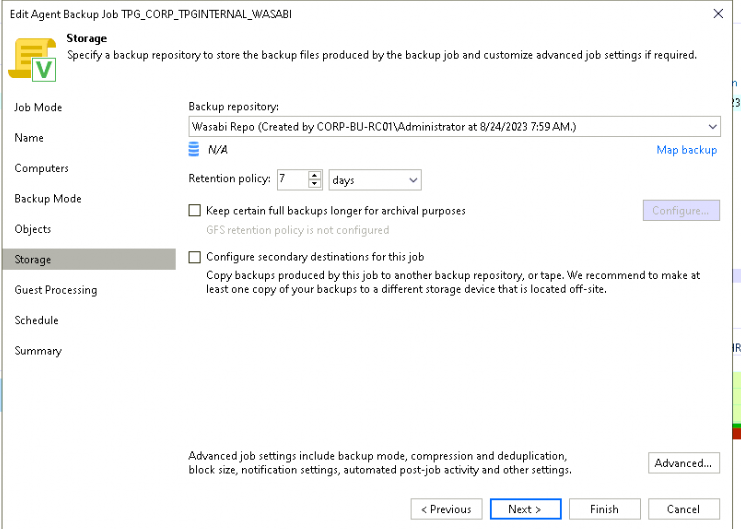 Edit Agent Backup Job TPG_CORP_TPGINTERNAL_WASABI
Storage
Specify a backup repository to store the backup files produced by the backup job and customize advanced job settings if required.
Job Mode
Name
Computers
Backup Mode
Objects
Storage
Guest Processing
Schedule
Summary
Backup repository:
Wasabi Repo (Created by CORP-BU-RC01\Administrator at 8/24/2023 7:59 AM.)
N/A
Map backup
Retention policy: 7 days
Keep certain full backups longer for archival purposes
Configure...
GFS retention policy is not configured
Configure secondary destinations for this job
Copy backups produced by this job to another backup repository, or tape. We recommend to make at
least one copy of your backups to a different storage device that is located off-site.
Advanced job settings include backup mode, compression and deduplication,
block size, notification settings, automated post-job activity and other settings.
Advanced...
< Previous
Next >
Finish
Cancel